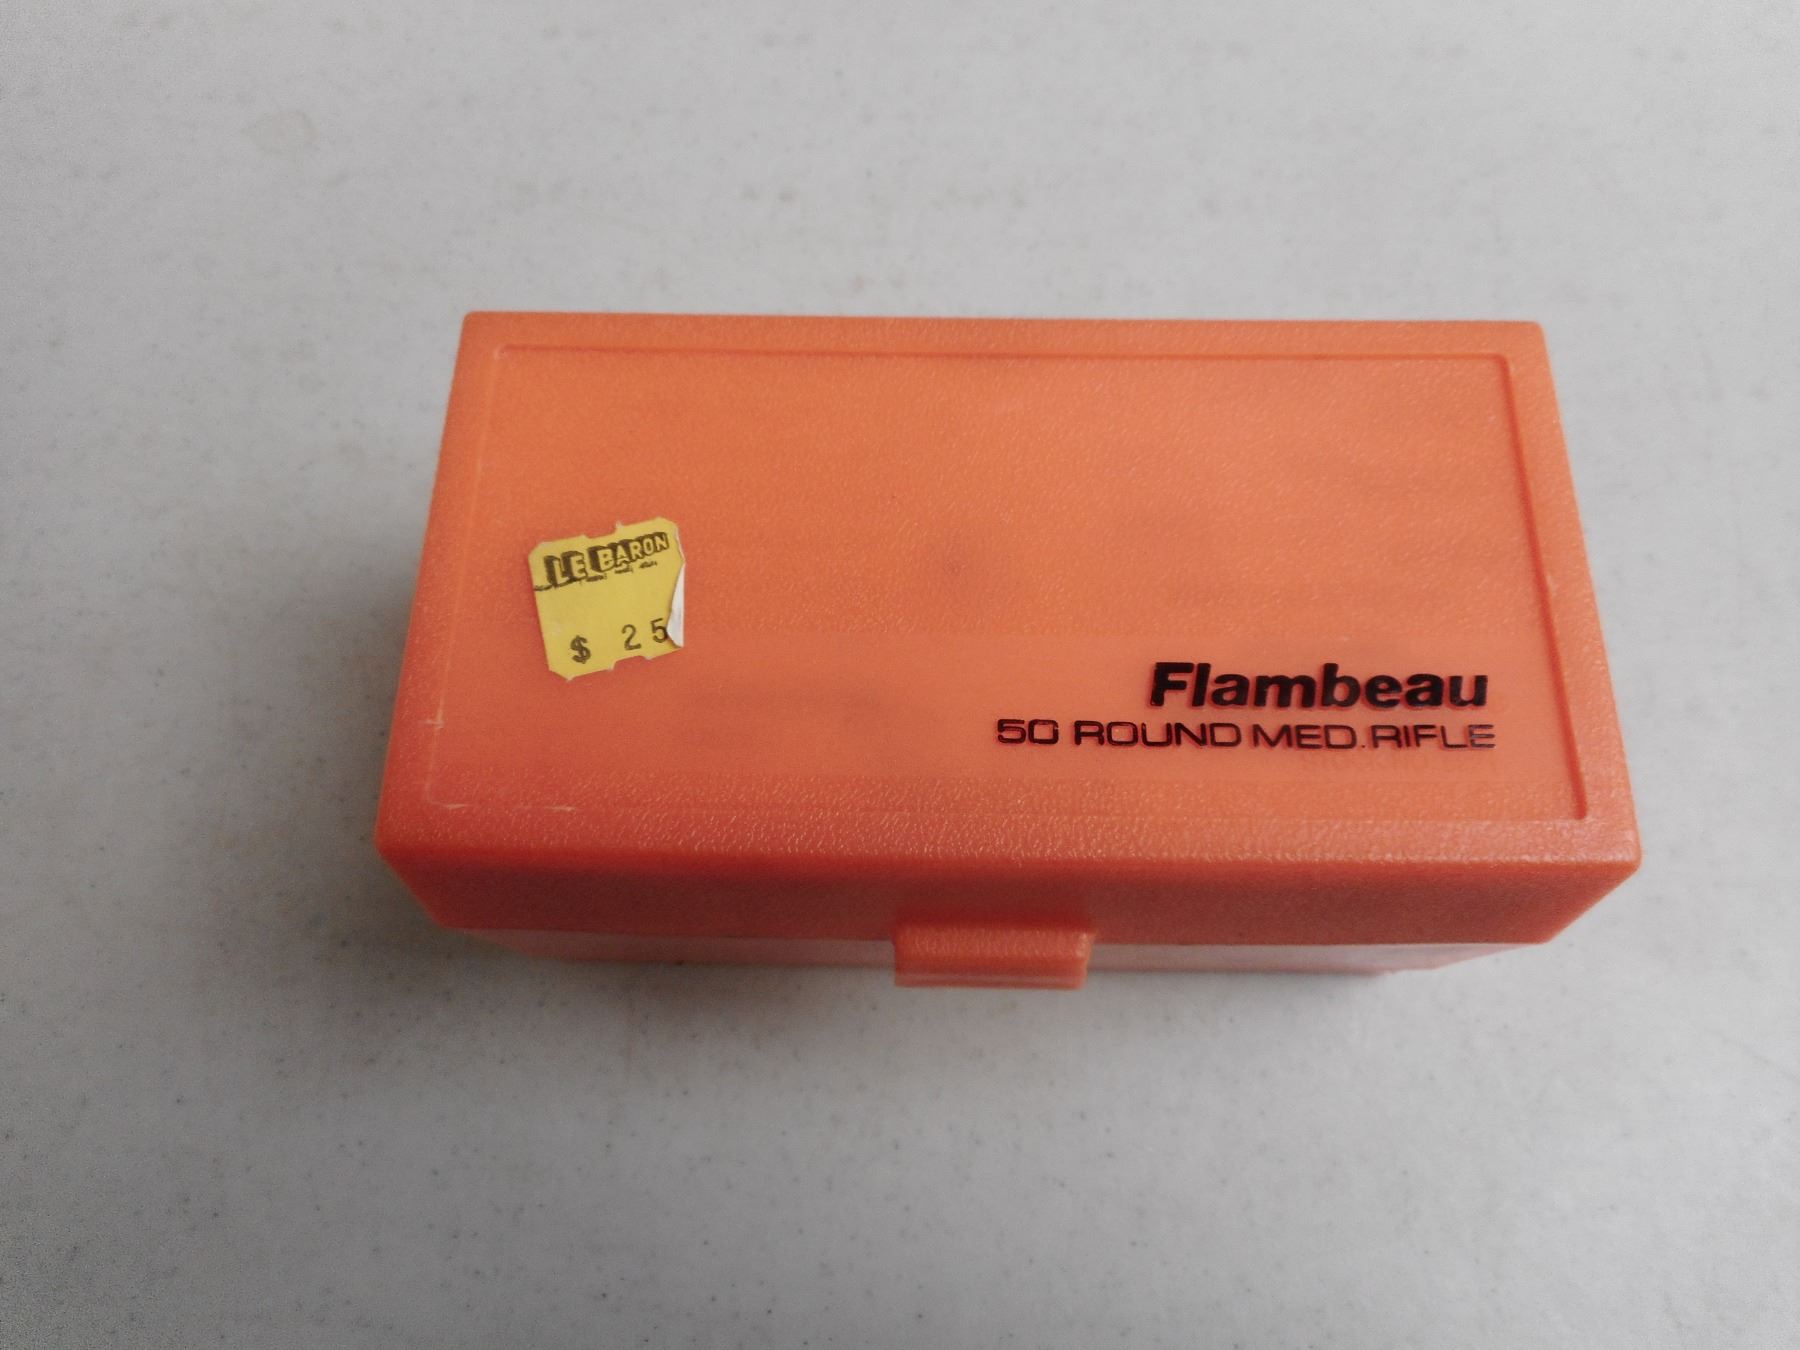 LE BARON
$ 25
Flambeau
50 ROUND MED. RIFLE